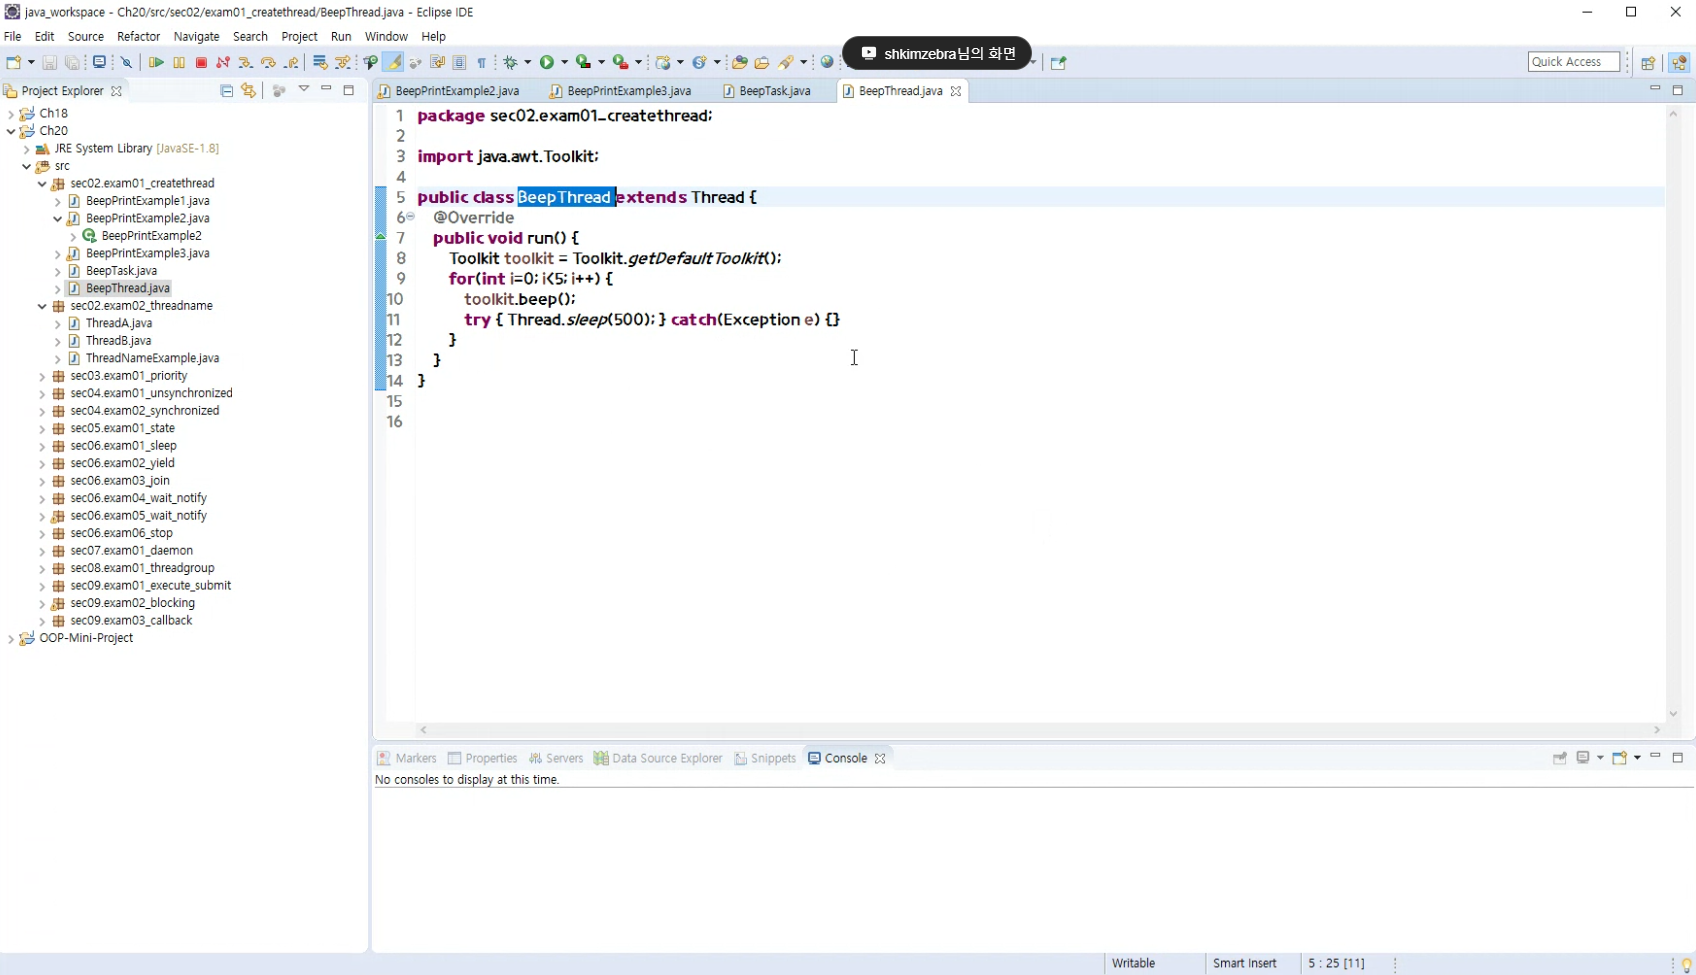 java_workspace - Ch20/src/sec02/exam01_createthread/BeepThread.java - Eclipse IDE
File Edit Source Refactor Navigate Search Project Run Window Help
shkimzebra님의 화면
Quick Access
Project Explorer
BeepPrintExample2.java BeepPrintExample3.java BeepTask.java BeepThread.java
Ch18
Ch20
JRE System Library [JavaSE-1.8]
src
sec02.exam01_createthread
BeepPrintExample1.java
BeepPrintExample2.java
BeepPrintExample2
BeepPrintExample3.java
BeepTask.java
BeepThread.java
sec02.exam02_threadname
ThreadA.java
ThreadB.java
ThreadNameExample.java
sec03.exam01_priority
sec04.exam01_unsynchronized
sec04.exam02_synchronized
sec05.exam01_state
sec06.exam01_sleep
sec06.exam02_yield
sec06.exam03_join
sec06.exam04_wait_notify
sec06.exam05_wait_notify
sec06.exam06_stop
sec07.exam01_daemon
sec08.exam01_threadgroup
sec09.exam01_execute_submit
sec09.exam02_blocking
sec09.exam03_callback
OOP-Mini-Project
1 package sec02.exam01_createthread;
2
3 import java.awt.Toolkit;
4
5 public class BeepThread extends Thread {
6 @Override
7 public void run() {
8 Toolkit toolkit = Toolkit.getDefaultToolkit();
9 for(int i=0; i<5; i++) {
10 toolkit.beep();
11 try { Thread.sleep(500); } catch(Exception e) {}
12 }
13 }
14 }
15
16
Markers Properties Servers Data Source Explorer Snippets Console
No consoles to display at this time.
Writable Smart Insert 5 : 25 [11]